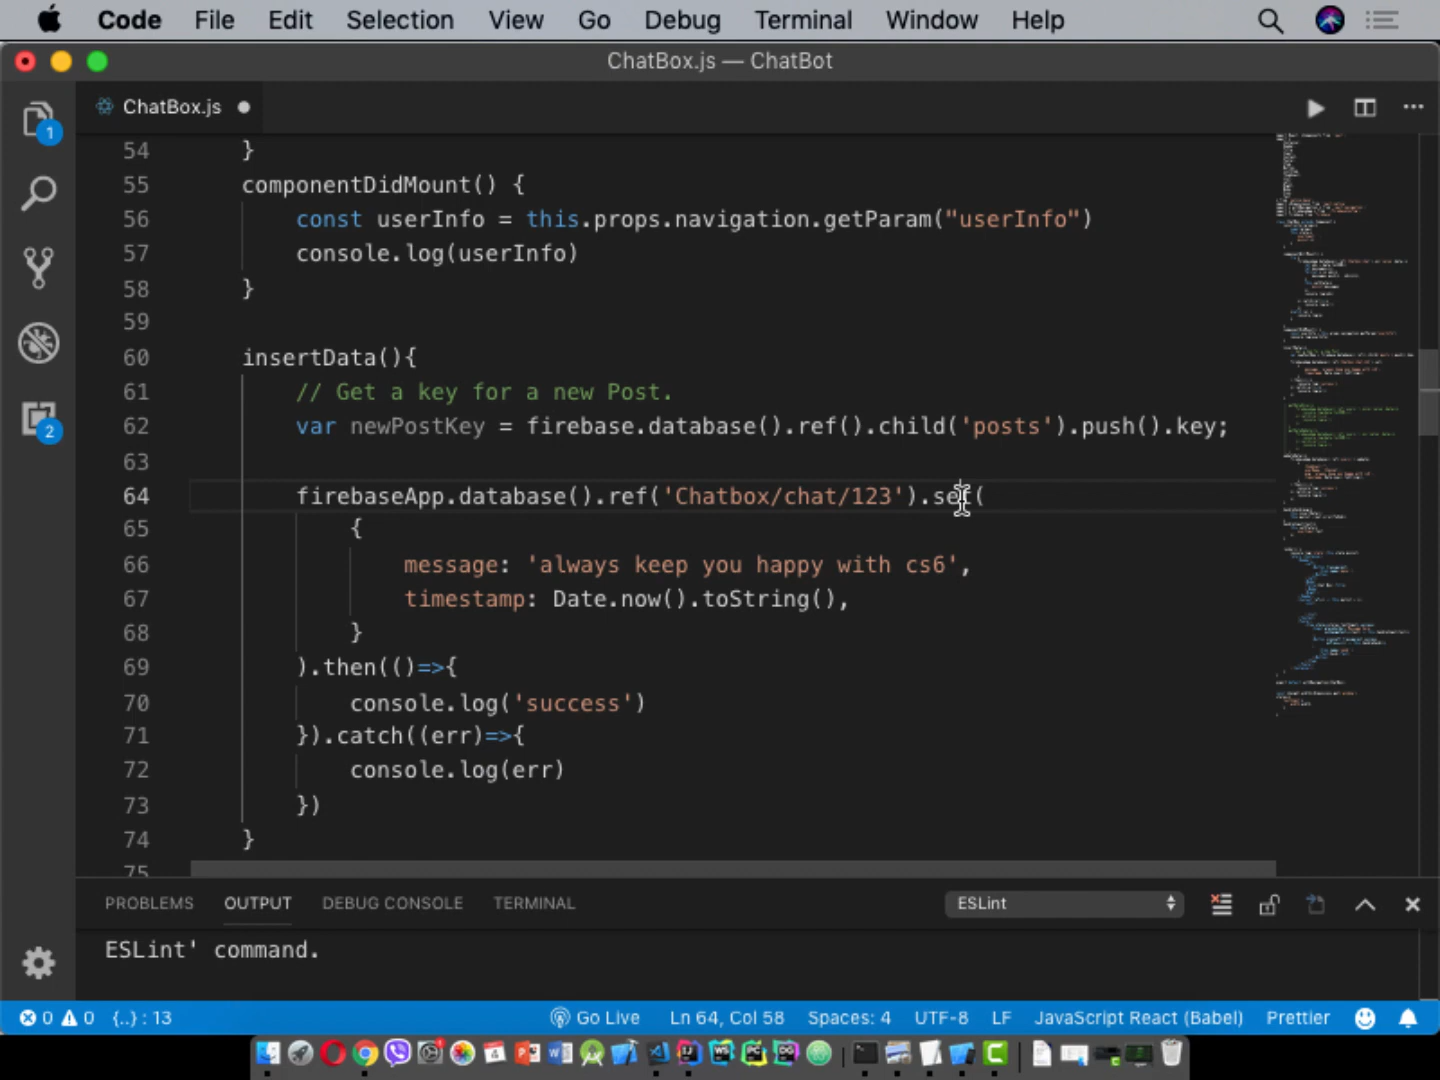 Code File Edit Selection View Go Debug Terminal Window Help
ChatBox.js — ChatBot
ChatBox.js
1
2
54 }
55 componentDidMount() {
56 const userInfo = this.props.navigation.getParam("userInfo")
57 console.log(userInfo)
58 }
59
60 insertData(){
61 // Get a key for a new Post.
62 var newPostKey = firebase.database().ref().child('posts').push().key;
63
64 firebaseApp.database().ref('Chatbox/chat/123').set(
65 {
66 message: 'always keep you happy with cs6',
67 timestamp: Date.now().toString(),
68 }
69 ).then(()=>{
70 console.log('success')
71 }).catch((err)=>{
72 console.log(err)
73 })
74 }
75
PROBLEMS OUTPUT DEBUG CONSOLE TERMINAL ESLint
ESLint' command.
0 0 {..} : 13 Go Live Ln 64, Col 58 Spaces: 4 UTF-8 LF JavaScript React (Babel) Prettier